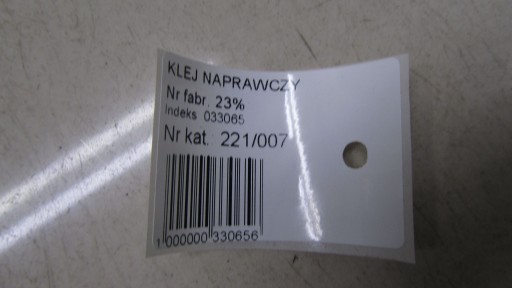 KLEJ NAPRAWCZY
Nr fabr. 23%
Indeks 033065
Nr kat. 221/007
1 000000 330656